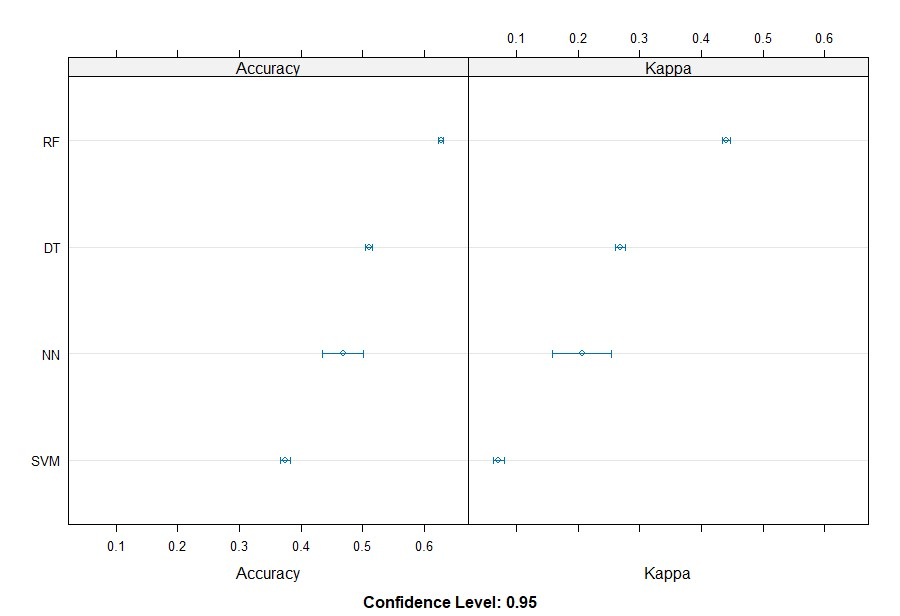 0.1 0.2 0.3 0.4 0.5 0.6
Accuracy Kappa
RF
DT
NN
SVM
0.1 0.2 0.3 0.4 0.5 0.6
Accuracy Kappa
Confidence Level: 0.95